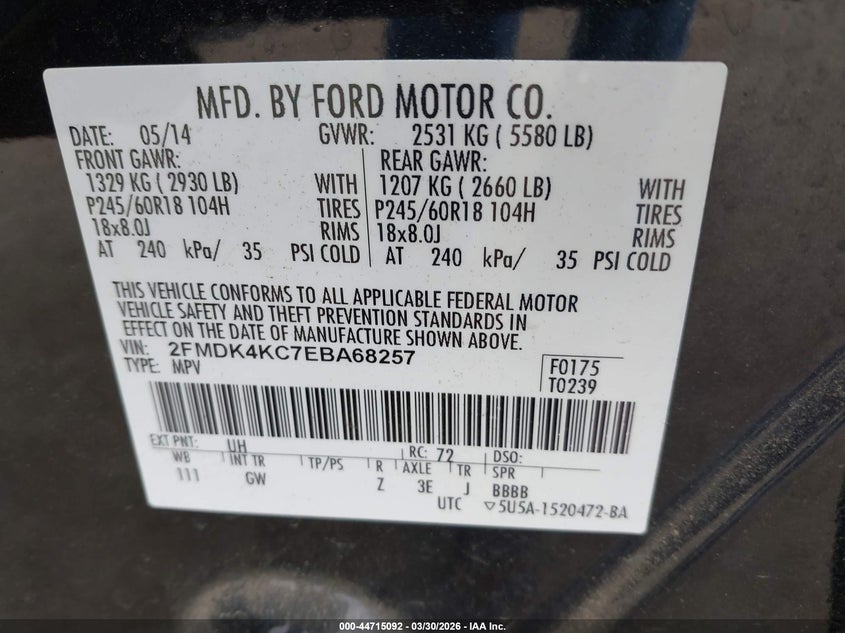 MFD. BY FORD MOTOR CO.
DATE: 05/14 GVWR: 2531 KG ( 5580 LB)
FRONT GAWR: REAR GAWR:
1329 KG ( 2930 LB) WITH 1207 KG ( 2660 LB) WITH
P245/60R18 104H TIRES P245/60R18 104H TIRES
18x8.0J RIMS 18x8.0J RIMS
AT 240 kPa/ 35 PSI COLD AT 240 kPa/ 35 PSI COLD
THIS VEHICLE CONFORMS TO ALL APPLICABLE FEDERAL MOTOR
VEHICLE SAFETY AND THEFT PREVENTION STANDARDS IN
EFFECT ON THE DATE OF MANUFACTURE SHOWN ABOVE.
VIN: 2FMDK4KC7EBA68257
TYPE: MPV
F0175
T0239
EXT PNT: UH RC: 72 DSO:
WB INT TR TP/PS R AXLE TR SPR
111 GW Z 3E J BBBB
UTC ▽5U5A-1520472-BA
000-44715092 - 03/30/2026 - IAA Inc.